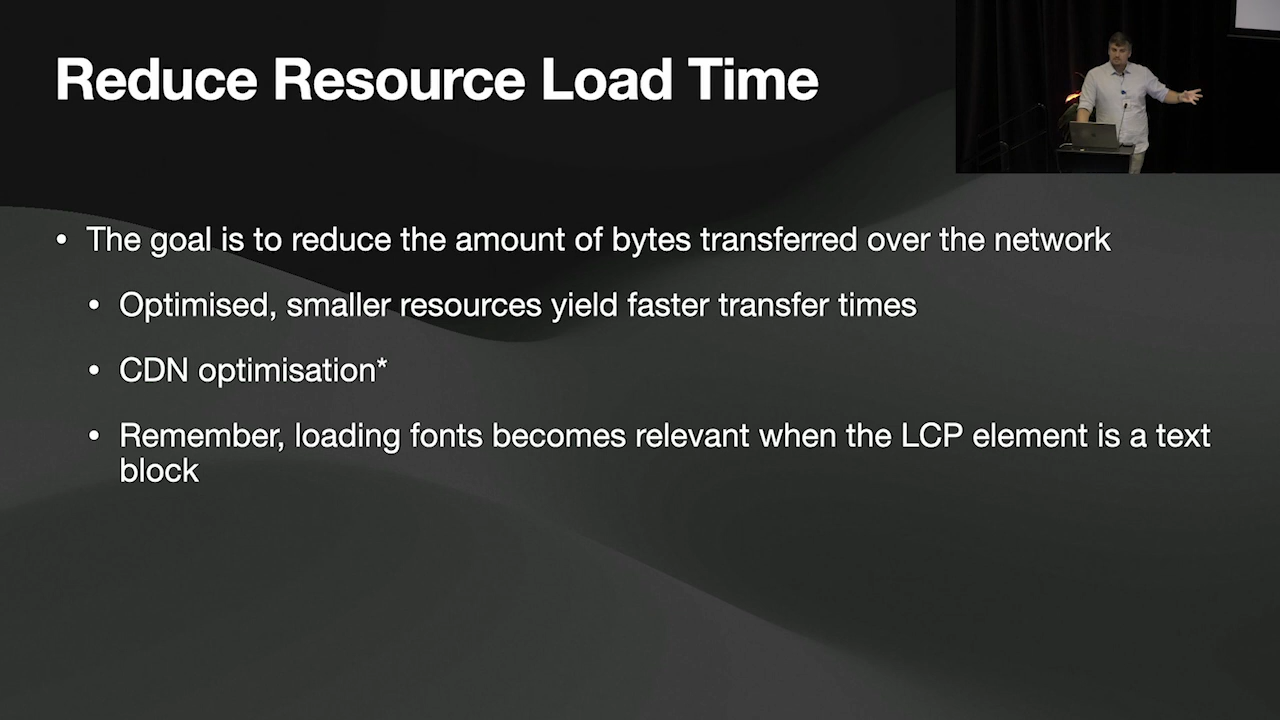 Reduce Resource Load Time
• The goal is to reduce the amount of bytes transferred over the network
• Optimised, smaller resources yield faster transfer times
• CDN optimisation*
• Remember, loading fonts becomes relevant when the LCP element is a text
block